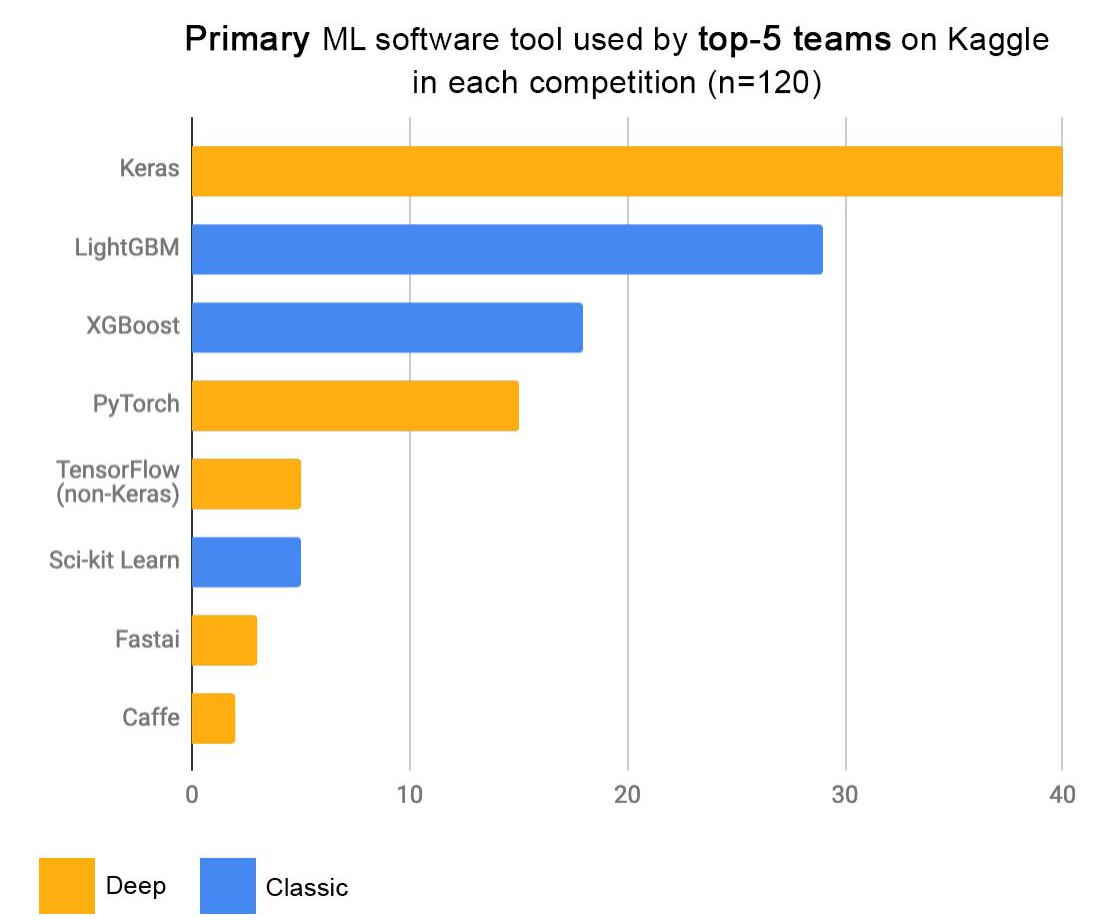 Primary ML software tool used by top-5 teams on Kaggle
in each competition (n=120)
Keras
LightGBM
XGBoost
PyTorch
TensorFlow
(non-Keras)
Sci-kit Learn
Fastai
Caffe
0 10 20 30 40
Deep Classic